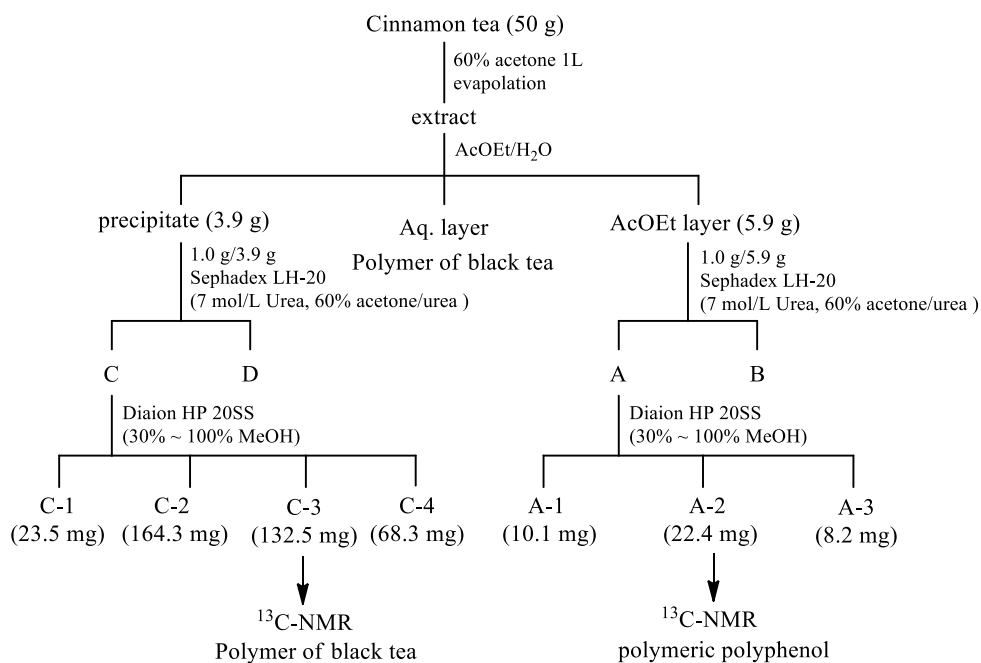 Cinnamon tea (50 g)
60% acetone 1L
evapolation
extract
AcOEt/H₂O
precipitate (3.9 g)
1.0 g/3.9 g
Sephadex LH-20
(7 mol/L Urea, 60% acetone/urea )
Aq. layer
Polymer of black tea
AcOEt layer (5.9 g)
1.0 g/5.9 g
Sephadex LH-20
(7 mol/L Urea, 60% acetone/urea )
C
D
A
B
Diaion HP 20SS
(30% ~ 100% MeOH)
Diaion HP 20SS
(30% ~ 100% MeOH)
C-1
(23.5 mg)
C-2
(164.3 mg)
C-3
(132.5 mg)
C-4
(68.3 mg)
A-1
(10.1 mg)
A-2
(22.4 mg)
A-3
(8.2 mg)
¹³C-NMR
Polymer of black tea
¹³C-NMR
polymeric polyphenol